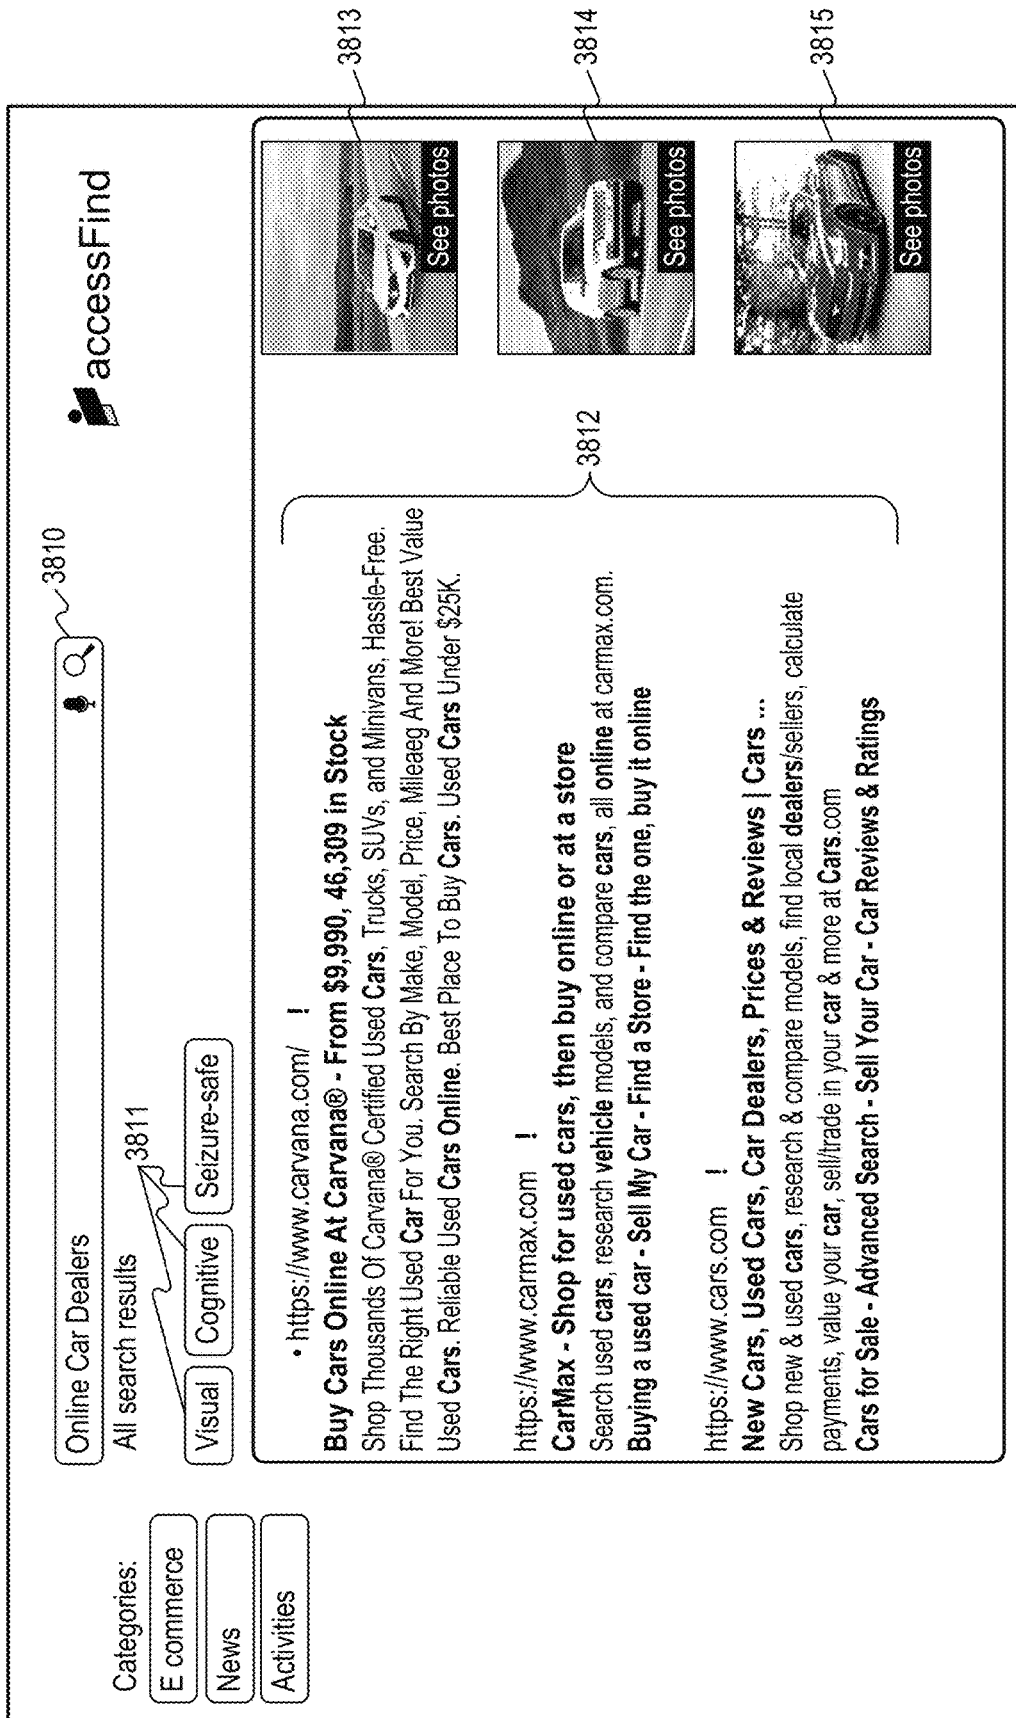 accessFind
Online Car Dealers
3810
All search results
3811
Visual
Cognitive
Seizure-safe
Categories:
E commerce
News
Activities
• https://www.carvana.com/ !
Buy Cars Online At Carvana® - From $9,990, 46,309 in Stock
Shop Thousands Of Carvana® Certified Used Cars, Trucks, SUVs, and Minivans, Hassle-Free.
Find The Right Used Car For You. Search By Make, Model, Price, Mileaeg And More! Best Value
Used Cars. Reliable Used Cars Online. Best Place To Buy Cars. Used Cars Under $25K.
See photos
3813
https://www.carmax.com !
CarMax - Shop for used cars, then buy online or at a store
Search used cars, research vehicle models, and compare cars, all online at carmax.com.
Buying a used car - Sell My Car - Find a Store - Find the one, buy it online
3812
See photos
3814
https://www.cars.com !
New Cars, Used Cars, Car Dealers, Prices & Reviews | Cars ...
Shop new & used cars, research & compare models, find local dealers/sellers, calculate
payments, value your car, sell/trade in your car & more at Cars.com
Cars for Sale - Advanced Search - Sell Your Car - Car Reviews & Ratings
See photos
3815